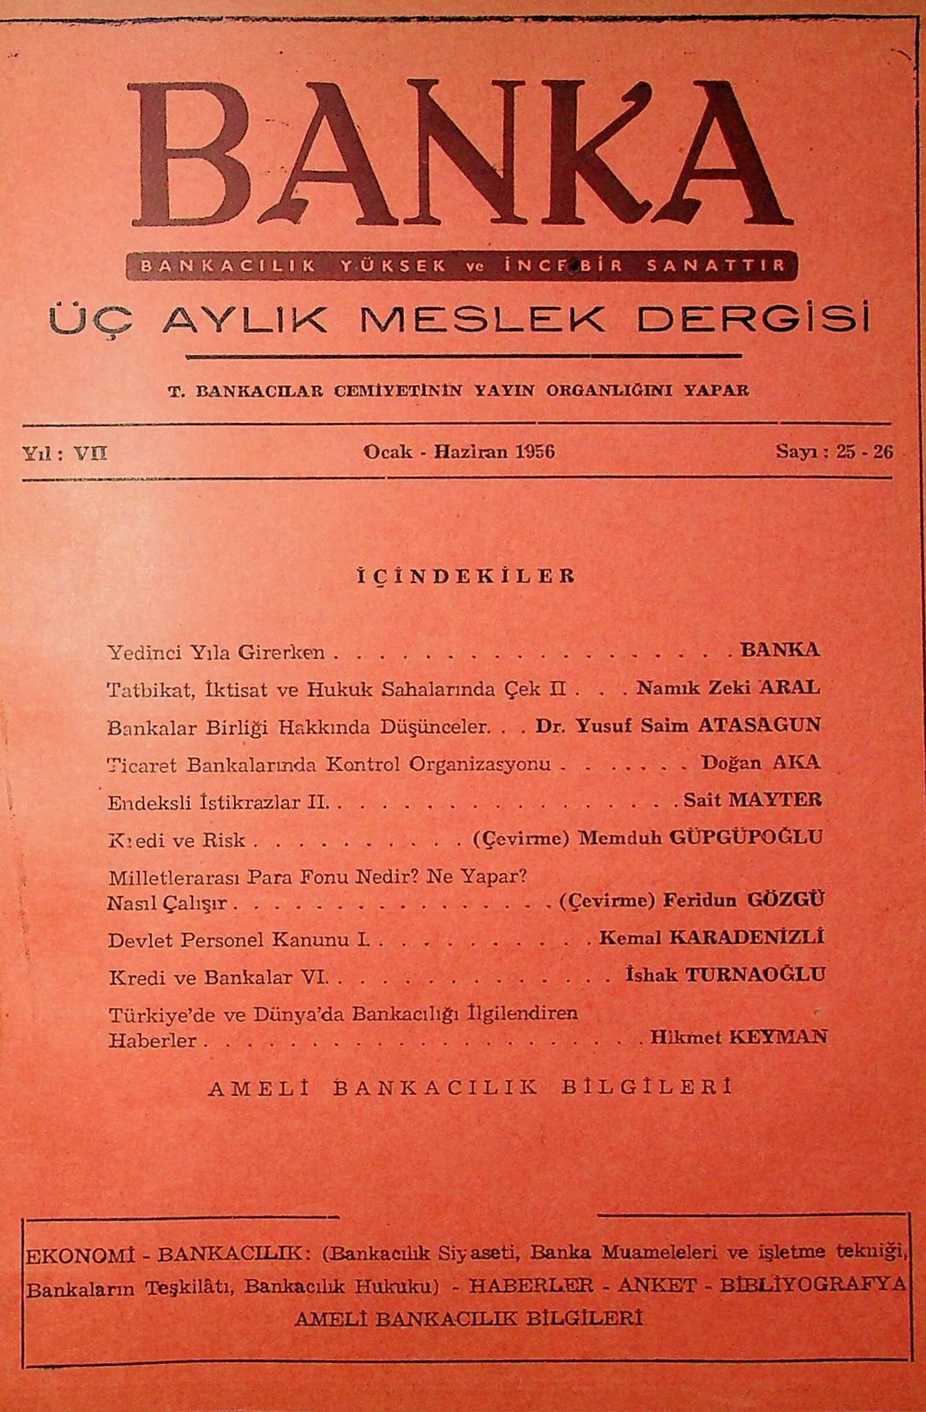 BANKA
BANKACILIK YÜKSEK ve İNCE BİR SANATTIR
ÜÇ AYLIK MESLEK DERGİSİ
T. BANKACILAR CEMİYETİNİN YAYIN ORGANLIĞINI YAPAR
Yıl : VII Ocak - Haziran 1956 Sayı : 25 - 26
İÇİNDEKİLER
Yedinci Yıla Girerken . . . . . . . . . . . . . . . . . . BANKA
Tatbikat, İktisat ve Hukuk Sahalarında Çek II . . . Namık Zeki ARAL
Bankalar Birliği Hakkında Düşünceler. . . Dr. Yusuf Saim ATASAGUN
Ticaret Bankalarında Kontrol Organizasyonu . . . . . . . Doğan AKA
Endeksli İstikrazlar II. . . . . . . . . . . . . . . . . Sait MAYTER
Kredi ve Risk . . . . . . . . . . (Çevirme) Memduh GÜPGÜPOĞLU
Milletlerarası Para Fonu Nedir? Ne Yapar?
Nasıl Çalışır . . . . . . . . . . . . . . . (Çevirme) Feridun GÖZGÜ
Devlet Personel Kanunu I. . . . . . . . . . . Kemal KARADENİZLİ
Kredi ve Bankalar VI. . . . . . . . . . . . . . İshak TURNAOĞLU
Türkiye'de ve Dünya'da Bankacılığı İlgilendiren
Haberler . . . . . . . . . . . . . . . . . . . . Hikmet KEYMAN
AMELİ BANKACILIK BİLGİLERİ
EKONOMİ - BANKACILIK: (Bankacılık Siyaseti, Banka Muameleleri ve işletme tekniği,
Bankaların Teşkilâtı, Bankacılık Hukuku) - HABERLER - ANKET - BİBLİYOGRAFYA
AMELİ BANKACILIK BİLGİLERİ